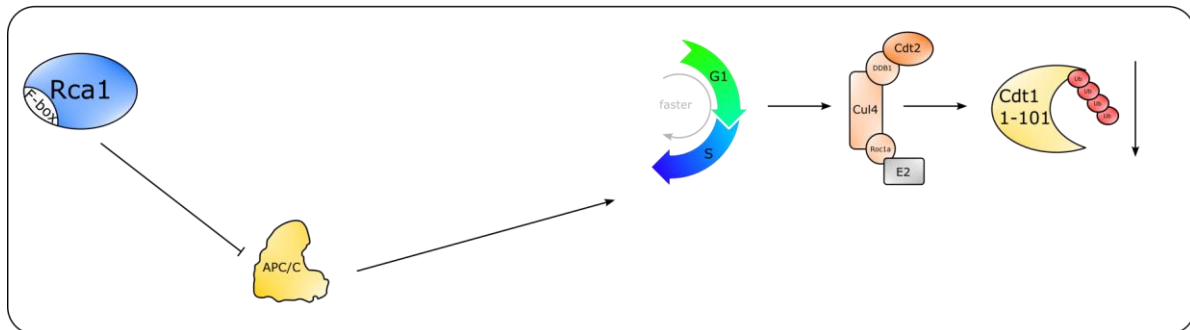 Rca1
F-box
APC/C
faster
G1
S
Cdt2
DDB1
Cul4
Roc1a
E2
Cdt1
1-101
Ub
Ub
Ub
Ub